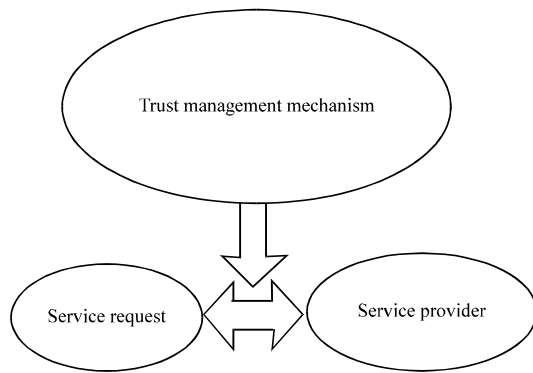 Trust management mechanism
Service request
Service provider